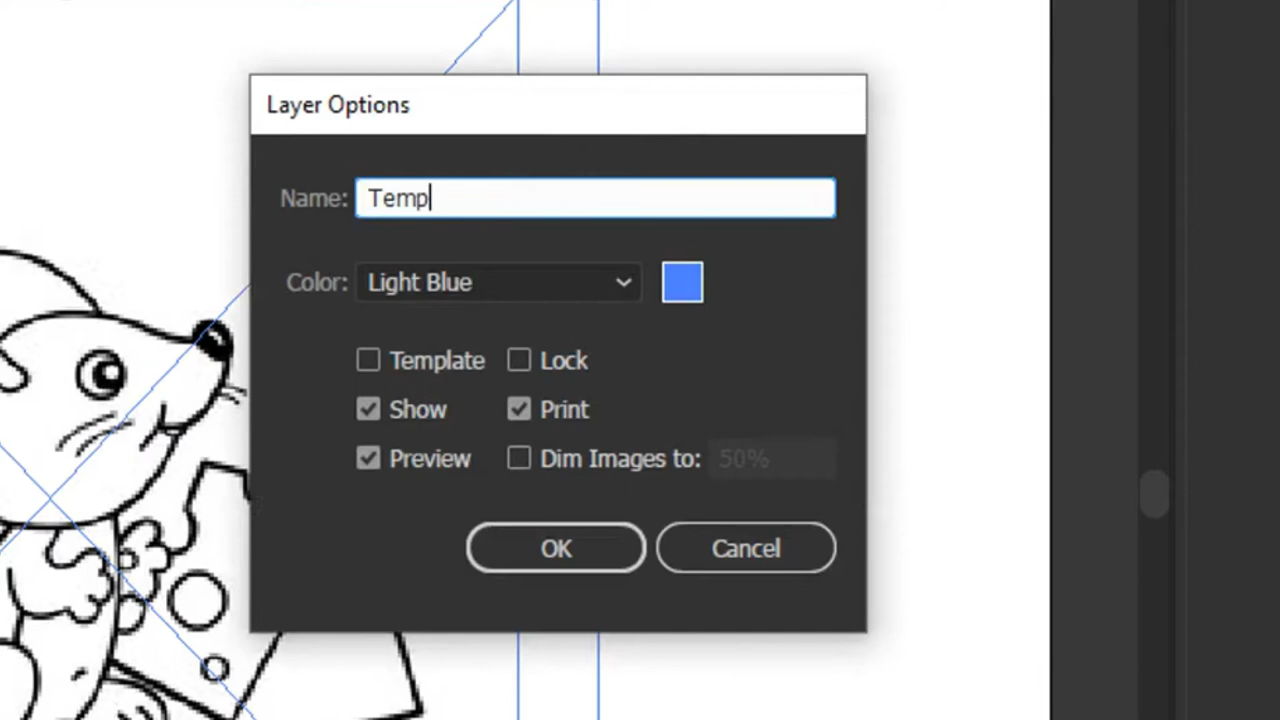 Layer Options
Name: Temp
Color: Light Blue
Template Lock
Show Print
Preview Dim Images to: 50%
OK Cancel